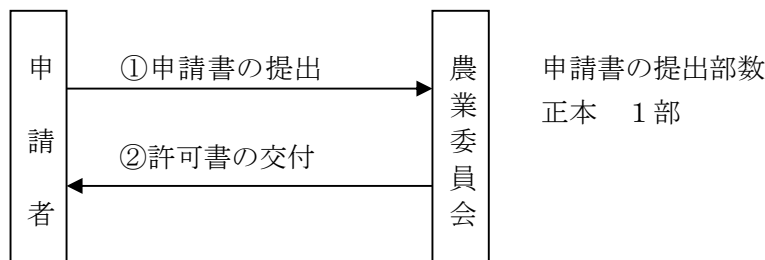 申請者
①申請書の提出
②許可書の交付
農業委員会
申請書の提出部数
正本　１部